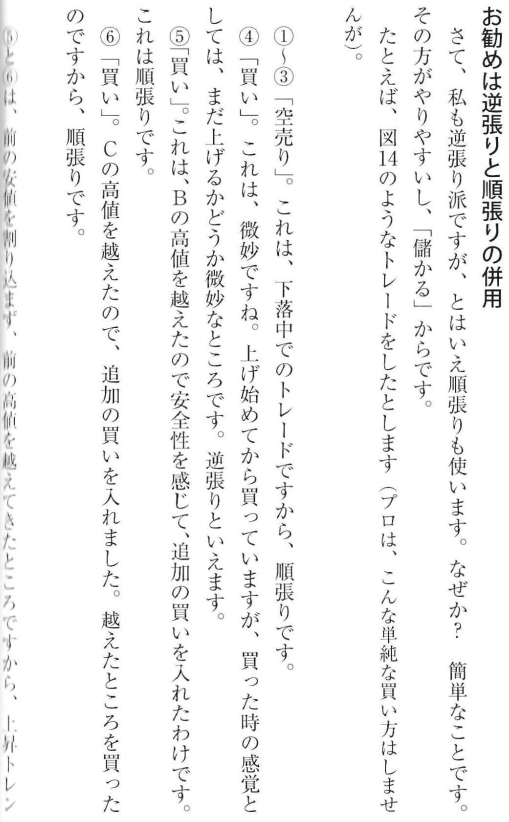 お勧めは逆張りと順張りの併用
さて、私も逆張り派ですが、とはいえ順張りも使います。なぜか？　簡単なことです。
その方がやりやすいし、「儲かる」からです。
たとえば、図14のようなトレードをしたとします（プロは、こんな単純な買い方はしませ
んが）。
①～③「空売り」。これは、下落中でのトレードですから、順張りです。
④「買い」。これは、微妙ですね。上げ始めてから買っていますが、買った時の感覚と
しては、まだ上げるかどうか微妙なところです。逆張りといえます。
⑤「買い」。これは、Ｂの高値を越えたので安全性を感じて、追加の買いを入れたわけです。
これは順張りです。
⑥「買い」。Ｃの高値を越えたので、追加の買いを入れました。越えたところを買った
のですから、順張りです。
⑤と⑥は、前の安値を割り込まず、前の高値を越えてきたところですから、上昇トレン